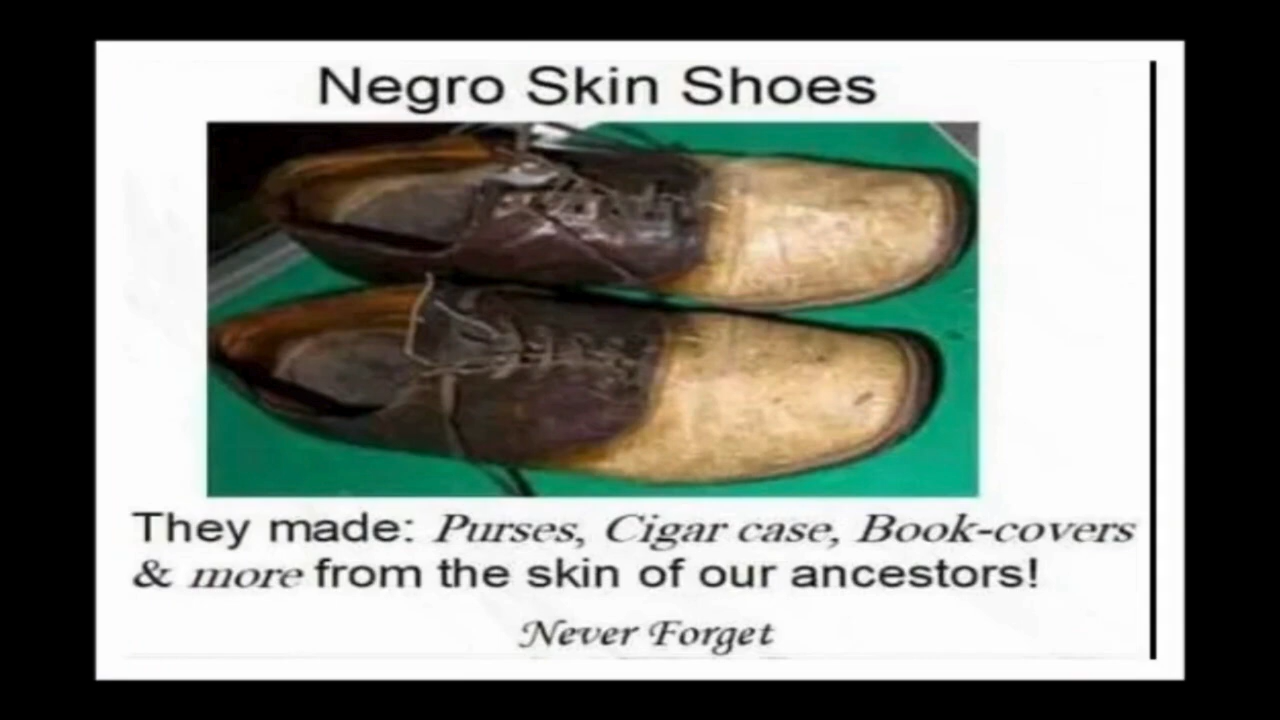 Negro Skin Shoes
They made: Purses, Cigar case, Book-covers
& more from the skin of our ancestors!
Never Forget